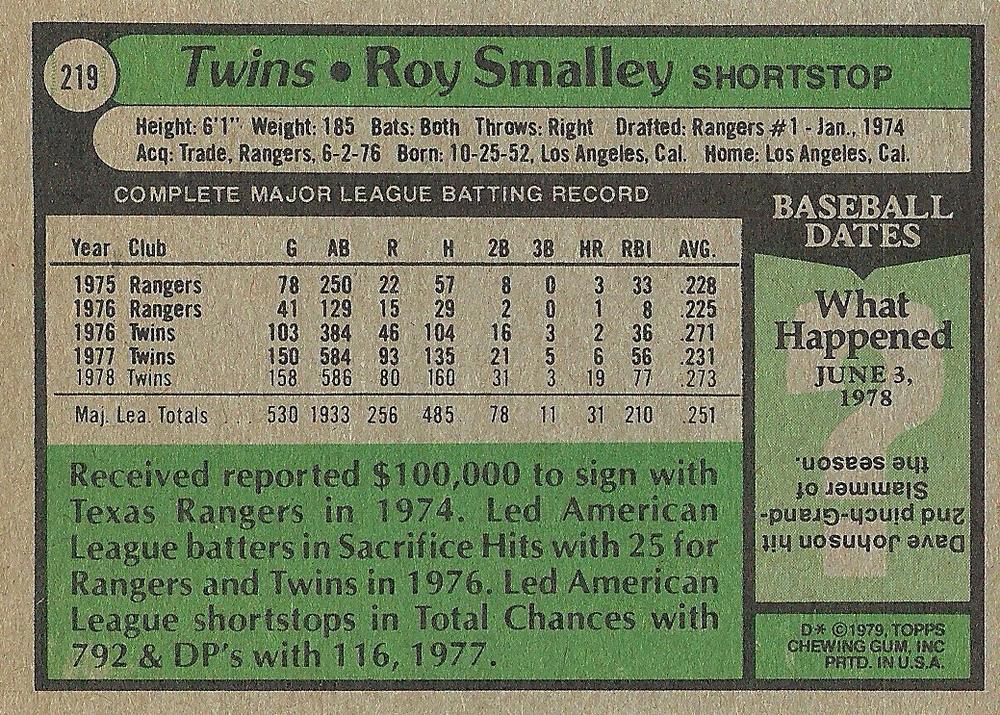 219
Twins • Roy Smalley SHORTSTOP
Height: 6'1" Weight: 185 Bats: Both Throws: Right Drafted: Rangers #1 - Jan., 1974
Acq: Trade, Rangers, 6-2-76 Born: 10-25-52, Los Angeles, Cal. Home: Los Angeles, Cal.
COMPLETE MAJOR LEAGUE BATTING RECORD
Year Club G AB R H 2B 3B HR RBI AVG.
1975 Rangers 78 250 22 57 8 0 3 33 .228
1976 Rangers 41 129 15 29 2 0 1 8 .225
1976 Twins 103 384 46 104 16 3 2 36 .271
1977 Twins 150 584 93 135 21 5 6 56 .231
1978 Twins 158 586 80 160 31 3 19 77 .273
Maj. Lea. Totals . . . 530 1933 256 485 78 11 31 210 .251
Received reported $100,000 to sign with
Texas Rangers in 1974. Led American
League batters in Sacrifice Hits with 25 for
Rangers and Twins in 1976. Led American
League shortstops in Total Chances with
792 & DP's with 116, 1977.
BASEBALL
DATES
What
Happened
JUNE 3,
1978
Dave Johnson hit
2nd pinch-Grand-
Slammer of
the season.
D* ©1979, TOPPS
CHEWING GUM, INC
PRTD. IN U.S.A.